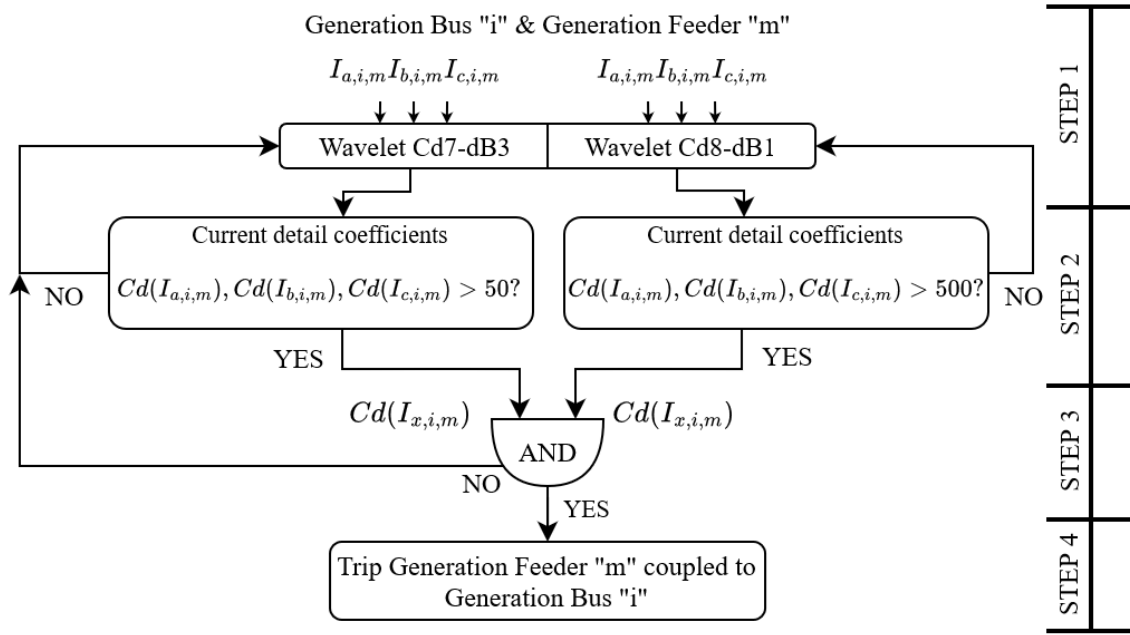 Generation Bus "i" & Generation Feeder "m"
I_{a,i,m}I_{b,i,m}I_{c,i,m}
I_{a,i,m}I_{b,i,m}I_{c,i,m}
STEP 1
Wavelet Cd7-dB3
Wavelet Cd8-dB1
Current detail coefficients
Cd(I_{a,i,m}), Cd(I_{b,i,m}), Cd(I_{c,i,m}) > 50?
NO
Current detail coefficients
Cd(I_{a,i,m}), Cd(I_{b,i,m}), Cd(I_{c,i,m}) > 500?
NO
STEP 2
YES
YES
Cd(I_{x,i,m})
Cd(I_{x,i,m})
AND
STEP 3
NO
YES
Trip Generation Feeder "m" coupled to
Generation Bus "i"
STEP 4